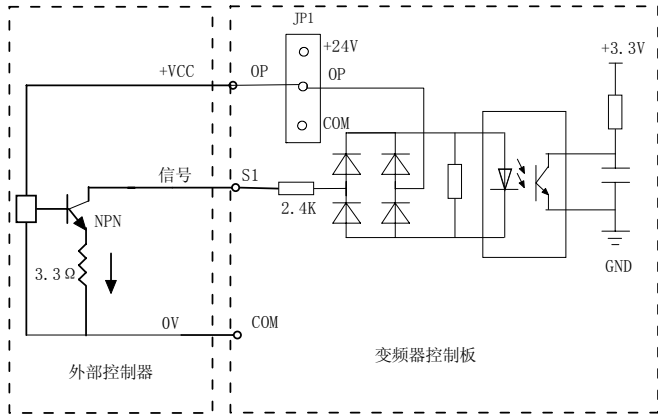 JP1
+24V
+3.3V
+VCC
OP
OP
COM
信号
S1
NPN
2.4K
3.3Ω
GND
0V
COM
变频器控制板
外部控制器